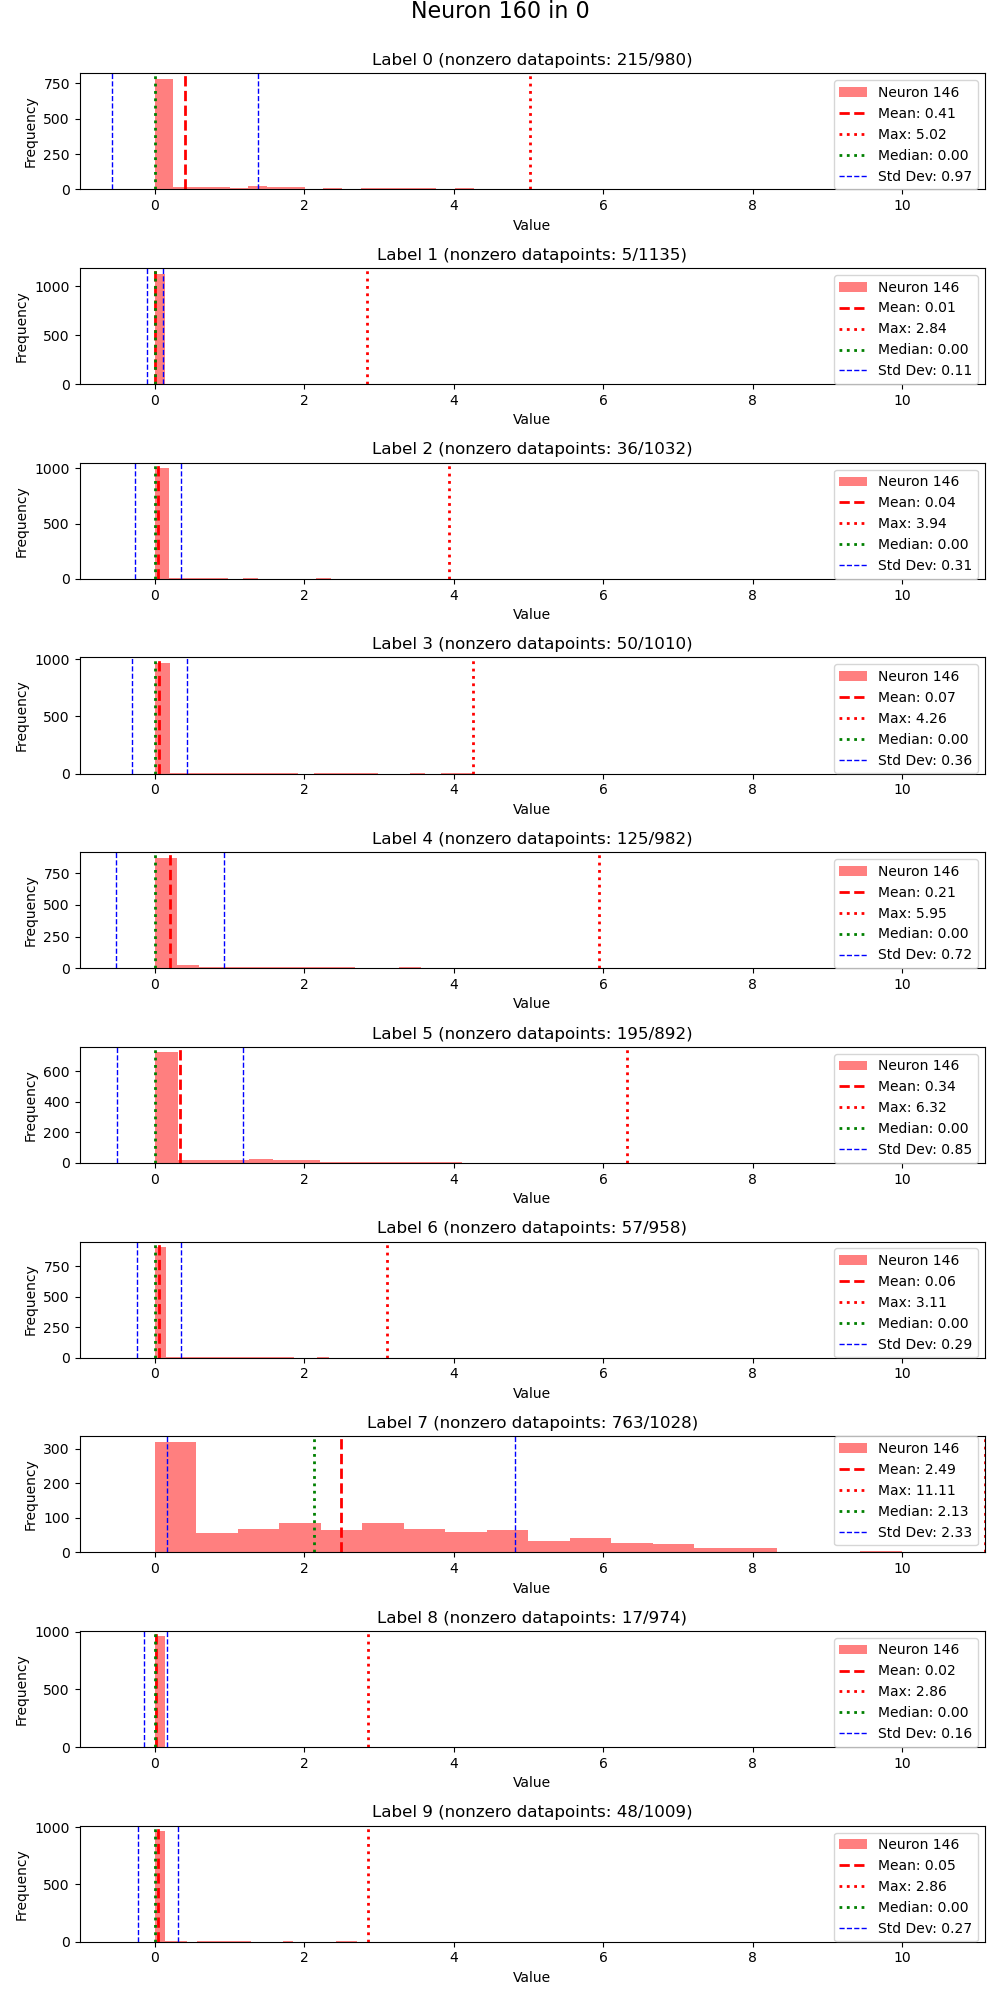 Neuron 160 in 0
Label 0 (nonzero datapoints: 215/980)
750
500
250
0
Frequency
0 2 4 6 8 10
Value
Neuron 146
Mean: 0.41
Max: 5.02
Median: 0.00
Std Dev: 0.97
Label 1 (nonzero datapoints: 5/1135)
1000
500
0
Frequency
0 2 4 6 8 10
Value
Neuron 146
Mean: 0.01
Max: 2.84
Median: 0.00
Std Dev: 0.11
Label 2 (nonzero datapoints: 36/1032)
1000
500
0
Frequency
0 2 4 6 8 10
Value
Neuron 146
Mean: 0.04
Max: 3.94
Median: 0.00
Std Dev: 0.31
Label 3 (nonzero datapoints: 50/1010)
1000
500
0
Frequency
0 2 4 6 8 10
Value
Neuron 146
Mean: 0.07
Max: 4.26
Median: 0.00
Std Dev: 0.36
Label 4 (nonzero datapoints: 125/982)
750
500
250
0
Frequency
0 2 4 6 8 10
Value
Neuron 146
Mean: 0.21
Max: 5.95
Median: 0.00
Std Dev: 0.72
Label 5 (nonzero datapoints: 195/892)
600
400
200
0
Frequency
0 2 4 6 8 10
Value
Neuron 146
Mean: 0.34
Max: 6.32
Median: 0.00
Std Dev: 0.85
Label 6 (nonzero datapoints: 57/958)
750
500
250
0
Frequency
0 2 4 6 8 10
Value
Neuron 146
Mean: 0.06
Max: 3.11
Median: 0.00
Std Dev: 0.29
Label 7 (nonzero datapoints: 763/1028)
300
200
100
0
Frequency
0 2 4 6 8 10
Value
Neuron 146
Mean: 2.49
Max: 11.11
Median: 2.13
Std Dev: 2.33
Label 8 (nonzero datapoints: 17/974)
1000
500
0
Frequency
0 2 4 6 8 10
Value
Neuron 146
Mean: 0.02
Max: 2.86
Median: 0.00
Std Dev: 0.16
Label 9 (nonzero datapoints: 48/1009)
1000
500
0
Frequency
0 2 4 6 8 10
Value
Neuron 146
Mean: 0.05
Max: 2.86
Median: 0.00
Std Dev: 0.27